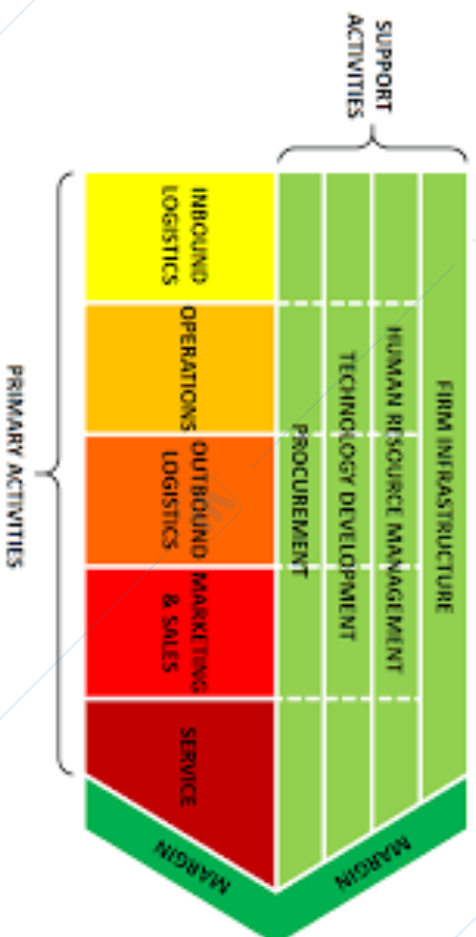 SUPPORT
ACTIVITIES
FIRM INFRASTRUCTURE
HUMAN RESOURCE MANAGEMENT
TECHNOLOGY DEVELOPMENT
PROCUREMENT
INBOUND
LOGISTICS
OPERATIONS
OUTBOUND
LOGISTICS
MARKETING
& SALES
SERVICE
MARGIN
MARGIN
PRIMARY ACTIVITIES